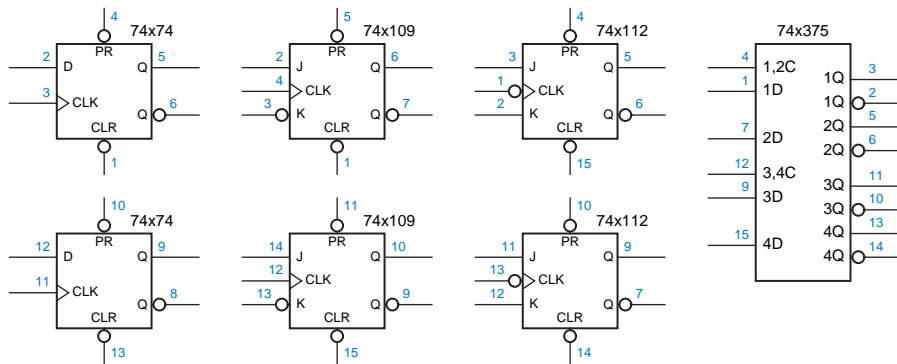 4 74x74
PR
2 D Q 5
3 CLK
Q 6
CLR
1
5 74x109
PR
2 J Q 6
4 CLK
3 K Q 7
CLR
1
4 74x112
PR
3 J Q 5
1 CLK
2 K Q 6
CLR
15
74x375
4 1,2C
1Q 3
1 1D
1Q 2
2Q 5
7 2D
2Q 6
12 3,4C
3Q 11
9 3D
3Q 10
4Q 13
15 4D
4Q 14
10 74x74
PR
12 D Q 9
11 CLK
Q 8
CLR
13
11 74x109
PR
14 J Q 10
12 CLK
13 K Q 9
CLR
15
10 74x112
PR
11 J Q 9
13 CLK
12 K Q 7
CLR
14